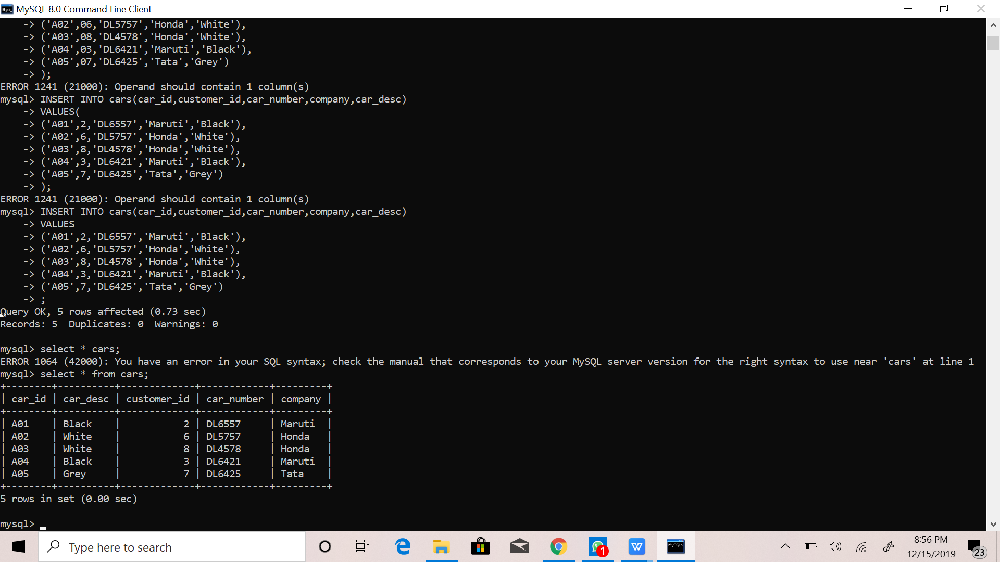 MySQL 8.0 Command Line Client
    -> ('A02',06,'DL5757','Honda','White'),
    -> ('A03',08,'DL4578','Honda','White'),
    -> ('A04',03,'DL6421','Maruti','Black'),
    -> ('A05',07,'DL6425','Tata','Grey')
    -> );
ERROR 1241 (21000): Operand should contain 1 column(s)
mysql> INSERT INTO cars(car_id,customer_id,car_number,company,car_desc)
    -> VALUES(
    -> ('A01',2,'DL6557','Maruti','Black'),
    -> ('A02',6,'DL5757','Honda','White'),
    -> ('A03',8,'DL4578','Honda','White'),
    -> ('A04',3,'DL6421','Maruti','Black'),
    -> ('A05',7,'DL6425','Tata','Grey')
    -> );
ERROR 1241 (21000): Operand should contain 1 column(s)
mysql> INSERT INTO cars(car_id,customer_id,car_number,company,car_desc)
    -> VALUES
    -> ('A01',2,'DL6557','Maruti','Black'),
    -> ('A02',6,'DL5757','Honda','White'),
    -> ('A03',8,'DL4578','Honda','White'),
    -> ('A04',3,'DL6421','Maruti','Black'),
    -> ('A05',7,'DL6425','Tata','Grey')
    -> ;
Query OK, 5 rows affected (0.73 sec)
Records: 5  Duplicates: 0  Warnings: 0
mysql> select * cars;
ERROR 1064 (42000): You have an error in your SQL syntax; check the manual that corresponds to your MySQL server version for the right syntax to use near 'cars' at line 1
mysql> select * from cars;
+--------+----------+-------------+------------+---------+
| car_id | car_desc | customer_id | car_number | company |
+--------+----------+-------------+------------+---------+
| A01    | Black    |           2 | DL6557     | Maruti  |
| A02    | White    |           6 | DL5757     | Honda   |
| A03    | White    |           8 | DL4578     | Honda   |
| A04    | Black    |           3 | DL6421     | Maruti  |
| A05    | Grey     |           7 | DL6425     | Tata    |
+--------+----------+-------------+------------+---------+
5 rows in set (0.00 sec)
mysql>
Type here to search
1
MySQL
8:56 PM
12/15/2019
23